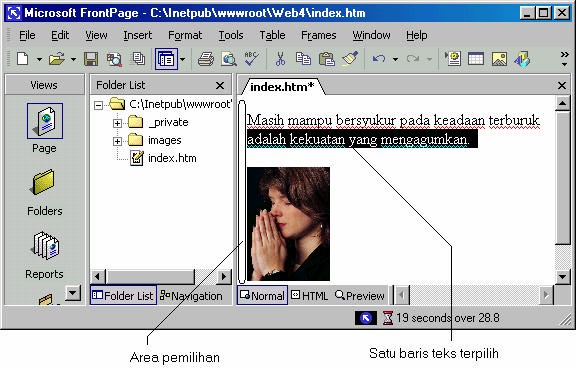 Microsoft FrontPage - C:\Inetpub\wwwroot\Web4\index.htm
File Edit View Insert Format Tools Table Frames Window Help
Views
Folder List
index.htm*
C:\Inetpub\wwwroot'
_private
images
index.htm
Page
Folders
Reports
Masih mampu bersyukur pada keadaan terburuk
adalah kekuatan yang mengagumkan.
Folder List Navigation
Normal HTML Preview
19 seconds over 28.8
Area pemilihan
Satu baris teks terpilih